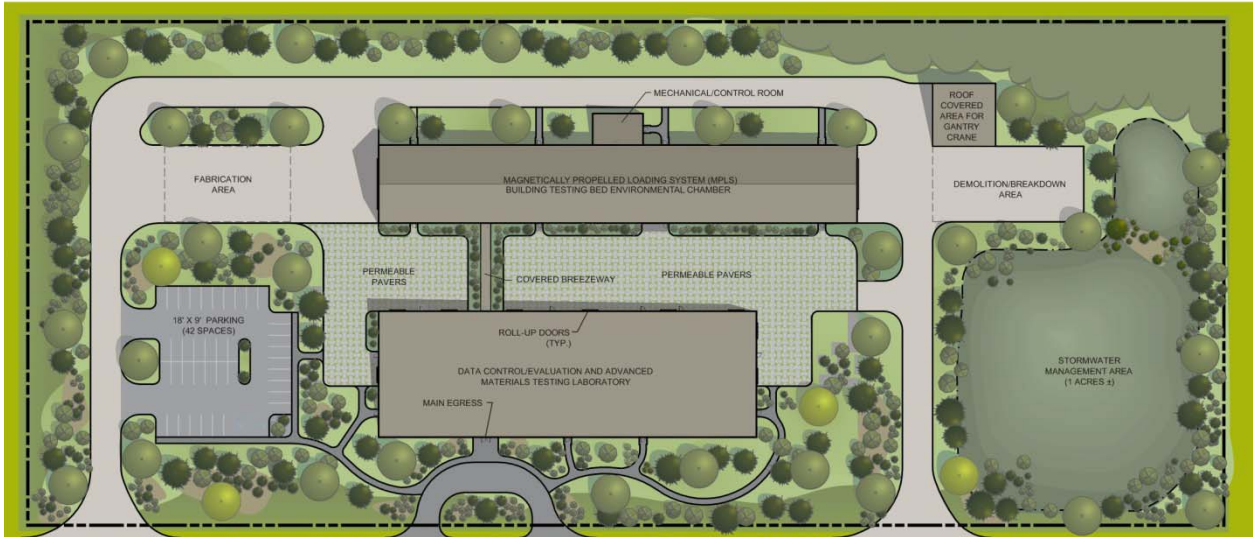 MECHANICAL/CONTROL ROOM
ROOF
COVERED
AREA FOR
GANTRY
CRANE
FABRICATION
AREA
MAGNETICALLY PROPELLED LOADING SYSTEM (MPLS)
BUILDING TESTING BED ENVIRONMENTAL CHAMBER
DEMOLITION/BREAKDOWN
AREA
PERMEABLE
PAVERS
COVERED BREEZEWAY
PERMEABLE PAVERS
18' X 9' PARKING
(42 SPACES)
ROLL-UP DOORS
(TYP.)
STORMWATER
MANAGEMENT AREA
(1 ACRES ±)
DATA CONTROL/EVALUATION AND ADVANCED
MATERIALS TESTING LABORATORY
MAIN EGRESS